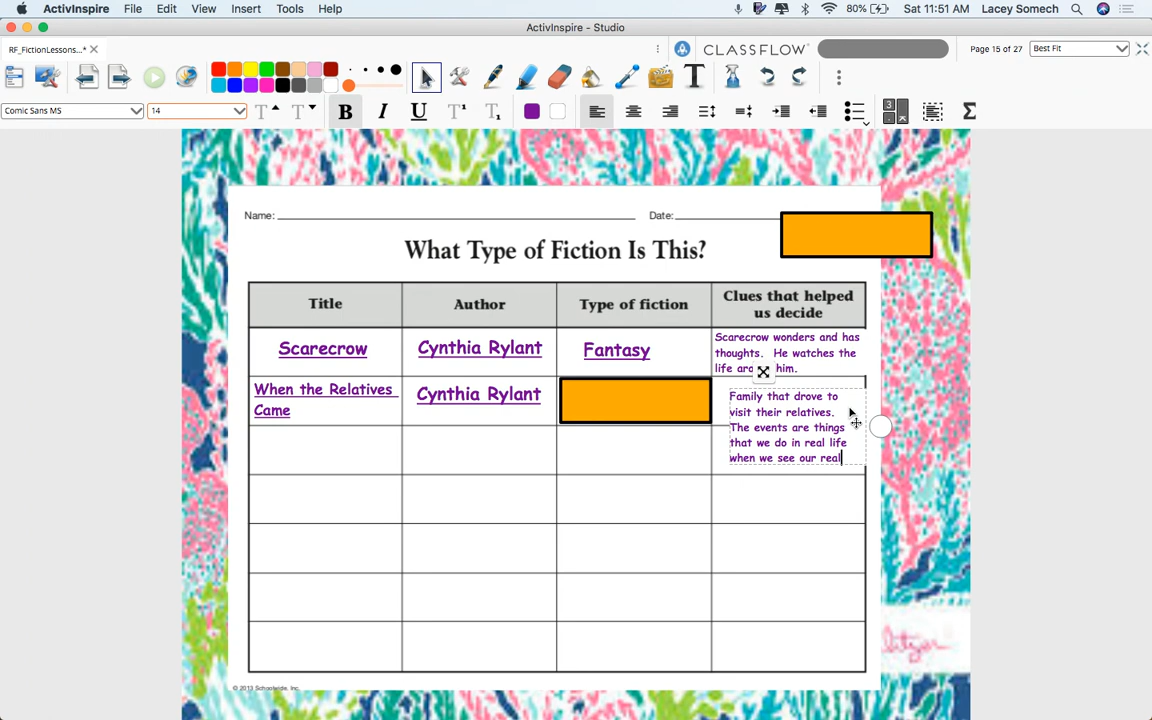 ActivInspire File Edit View Insert Tools Help 80% Sat 11:51 AM Lacey Somech
ActivInspire - Studio
RF_FictionLessons...*
CLASSFLOW Page 15 of 27 Best Fit
Comic Sans MS 14 T T B I U
Name: Date:
What Type of Fiction Is This?
Title Author Type of fiction Clues that helped us decide
Scarecrow Cynthia Rylant Fantasy Scarecrow wonders and has
thoughts. He watches the
life aro him.
When the Relatives Came Cynthia Rylant
Family that drove to
visit their relatives.
The events are things
that we do in real life
when we see our real
© 2013 Schoolwide, Inc.